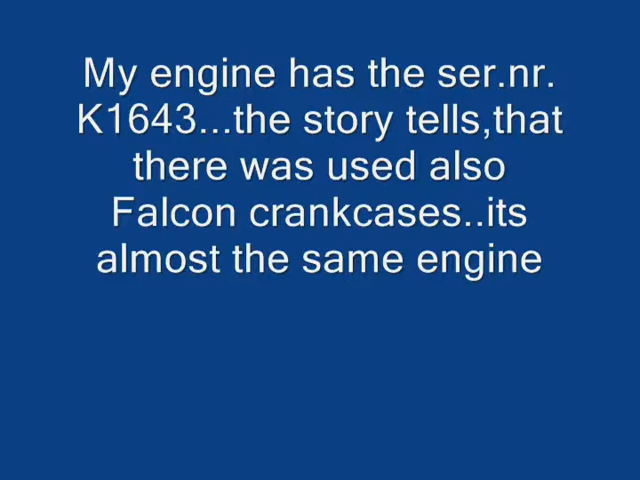 My engine has the ser.nr.
K1643...the story tells,that
there was used also
Falcon crankcases..its
almost the same engine